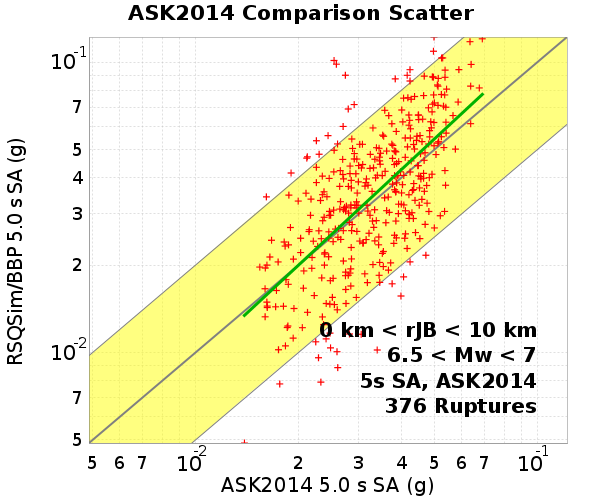 ASK2014 Comparison Scatter
RSQSim/BBP 5.0 s SA (g)
10⁻¹
7
5
4
3
2
10⁻²
7
5
0 km < rJB < 10 km
6.5 < Mw < 7
5s SA, ASK2014
376 Ruptures
5 6 7 10⁻² 2 3 4 5 6 7 10⁻¹
ASK2014 5.0 s SA (g)